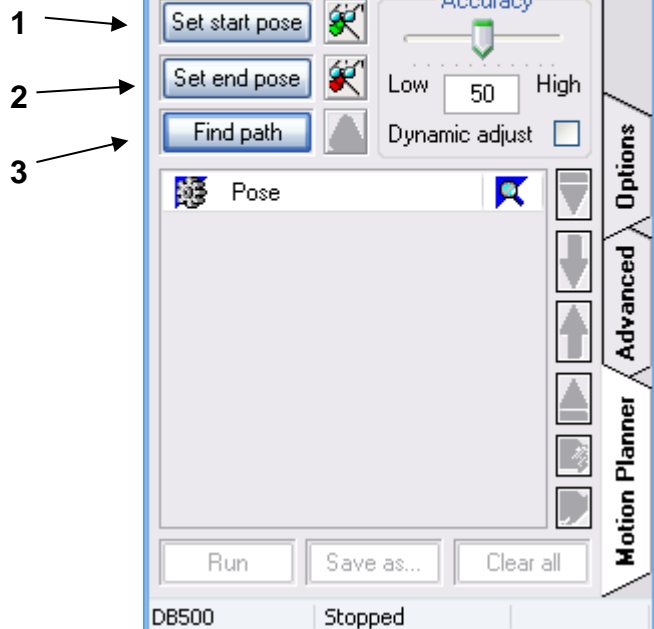 1
Set start pose
Accuracy
2
Set end pose
Low
50
High
3
Find path
Dynamic adjust
Options
Pose
Advanced
Motion Planner
Run
Save as...
Clear all
DB500
Stopped